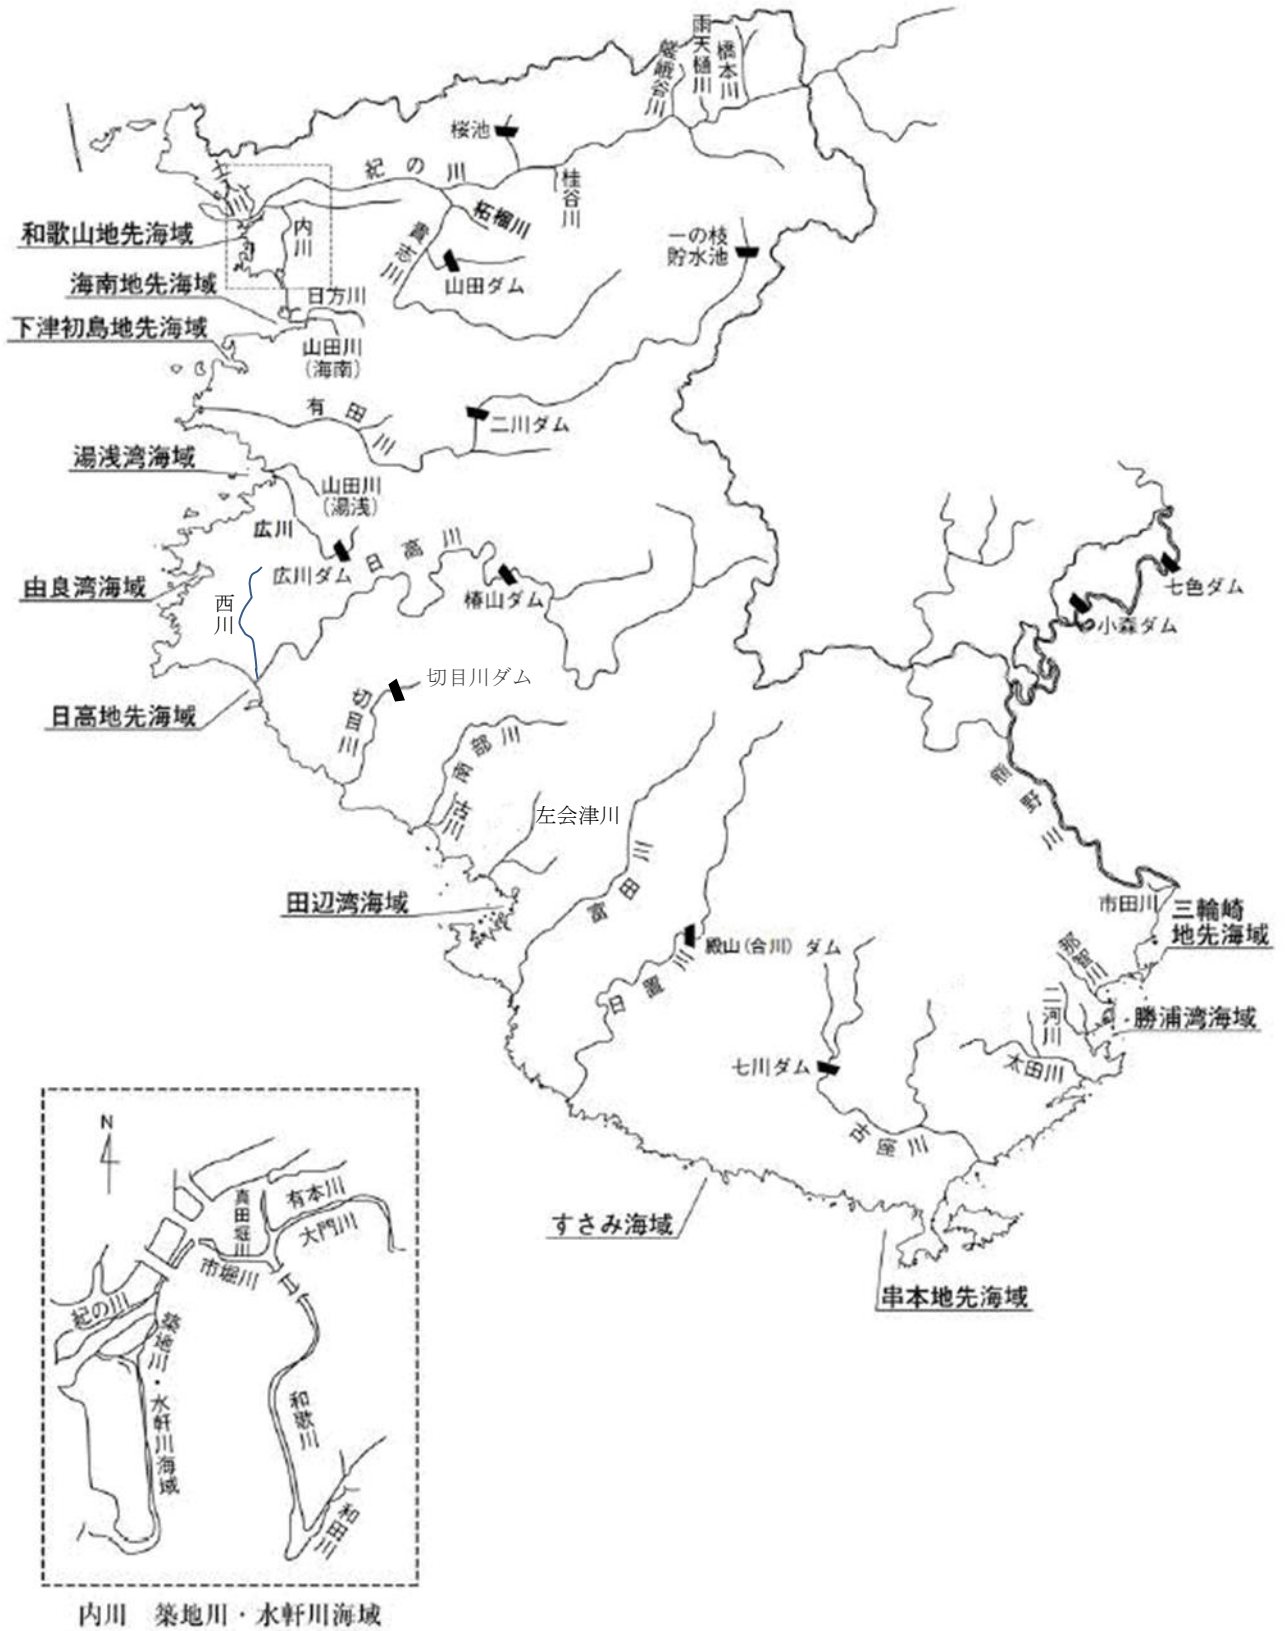 雨天樋川
橋本川
嵯峨谷川
桜池
紀の川
桂谷川
柘榴川
貴志川
内川
和歌山地先海域
一の枝
貯水池
山田ダム
海南地先海域
日方川
下津初島地先海域
山田川
(海南)
有田川
二川ダム
湯浅湾海域
山田川
(湯浅)
広川
日高川
広川ダム
椿山ダム
由良湾海域
西川
七色ダム
小森ダム
切目川ダム
切目川
日高地先海域
部川
古川
左会津川
熊野川
富田川
田辺湾海域
市田川
三輪崎
地先海域
那智川
殿山(合川) ダム
日置川
二河川
勝浦湾海域
太田川
七川ダム
古座川
すさみ海域
串本地先海域
N
真田堀川
有本川
大門川
市堀川
紀の川
築地川・水軒川海域
和歌川
和田川
内川 築地川・水軒川海域